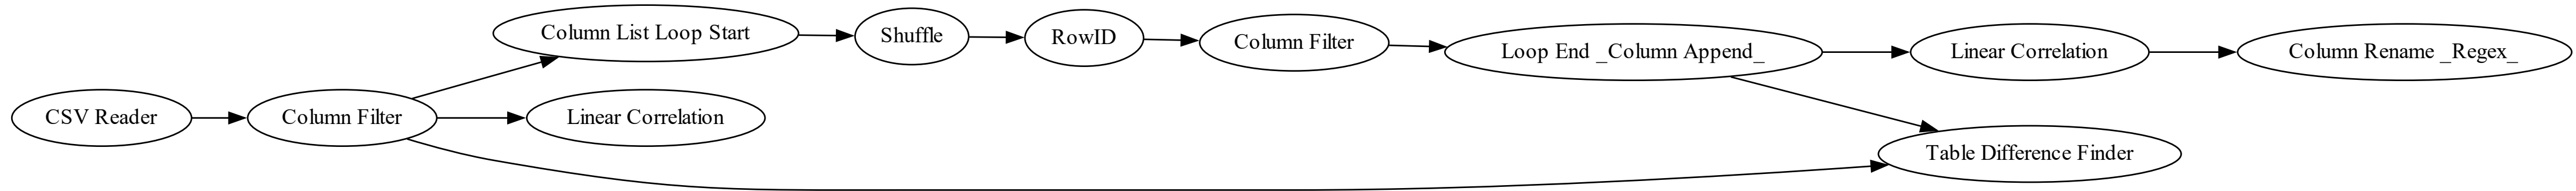 CSV Reader
Column Filter
Column List Loop Start
Linear Correlation
Shuffle
RowID
Column Filter
Loop End _Column Append_
Linear Correlation
Table Difference Finder
Column Rename _Regex_